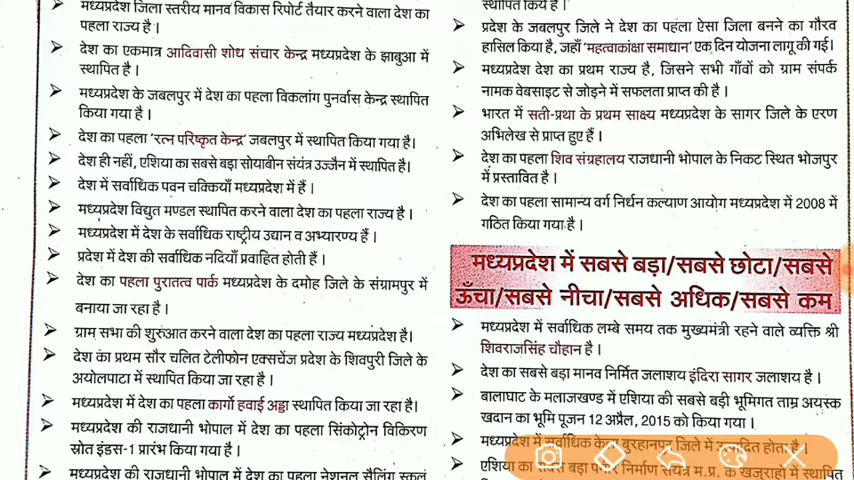 मध्यप्रदेश जिला स्तरीय मानव विकास रिपोर्ट तैयार करने वाला देश का
पहला राज्य है।
देश का एकमात्र आदिवासी शोध संचार केन्द्र मध्यप्रदेश के झाबुआ में
स्थापित है।
मध्यप्रदेश के जबलपुर में देश का पहला विकलांग पुनर्वास केन्द्र स्थापित
किया गया है।
देश का पहला 'रत्न परिष्कृत केन्द्र' जबलपुर में स्थापित किया गया है।
देश ही नहीं, एशिया का सबसे बड़ा सोयाबीन संयंत्र उज्जैन में स्थापित है।
देश में सर्वाधिक पवन चक्कियाँ मध्यप्रदेश में हैं।
मध्यप्रदेश विद्युत मण्डल स्थापित करने वाला देश का पहला राज्य है।
मध्यप्रदेश में देश के सर्वाधिक राष्ट्रीय उद्यान व अभ्यारण्य हैं।
प्रदेश में देश की सर्वाधिक नदियाँ प्रवाहित होती हैं।
देश का पहला पुरातत्व पार्क मध्यप्रदेश के दमोह जिले के संग्रामपुर में
बनाया जा रहा है।
ग्राम सभा की शुरुआत करने वाला देश का पहला राज्य मध्यप्रदेश है।
देश का प्रथम सौर चलित टेलीफोन एक्सचेंज प्रदेश के शिवपुरी जिले के
अयोलपाटा में स्थापित किया जा रहा है।
मध्यप्रदेश में देश का पहला कार्गो हवाई अड्डा स्थापित किया जा रहा है।
मध्यप्रदेश की राजधानी भोपाल में देश का पहला सिंकोट्रोन विकिरण
स्रोत इंडस-1 प्रारंभ किया गया है।
मध्यप्रदेश की राजधानी भोपाल में देश का पहला नेशनल सैलिंग स्कूल
स्थापित किये हैं।
प्रदेश के जबलपुर जिले ने देश का पहला ऐसा जिला बनने का गौरव
हासिल किया है, जहाँ 'महत्वाकांक्षा समाधान' एक दिन योजना लागू की गई।
मध्यप्रदेश देश का प्रथम राज्य है, जिसने सभी गाँवों को ग्राम संपर्क
नामक वेबसाइट से जोड़ने में सफलता प्राप्त की है।
भारत में सती-प्रथा के प्रथम साक्ष्य मध्यप्रदेश के सागर जिले के एरण
अभिलेख से प्राप्त हुए हैं।
देश का पहला शिव संग्रहालय राजधानी भोपाल के निकट स्थित भोजपुर
में प्रस्तावित है।
देश का पहला सामान्य वर्ग निर्धन कल्याण आयोग मध्यप्रदेश में 2008 में
गठित किया गया है।
मध्यप्रदेश में सबसे बड़ा/सबसे छोटा/सबसे
ऊँचा/सबसे नीचा/सबसे अधिक/सबसे कम
मध्यप्रदेश में सर्वाधिक लम्बे समय तक मुख्यमंत्री रहने वाले व्यक्ति श्री
शिवराजसिंह चौहान है।
देश का सबसे बड़ा मानव निर्मित जलाशय इंदिरा सागर जलाशय है।
बालाघाट के मलाजखण्ड में एशिया की सबसे बड़ी भूमिगत ताम्र अयस्क
खदान का भूमि पूजन 12 अप्रैल, 2015 को किया गया।
मध्यप्रदेश में सर्वाधिक केला बुरहानपुर जिले में उत्पादित होता है।
एशिया का सबसे बड़ा पनीर निर्माण संयंत्र म.प्र. के खजुराहो में स्थापित